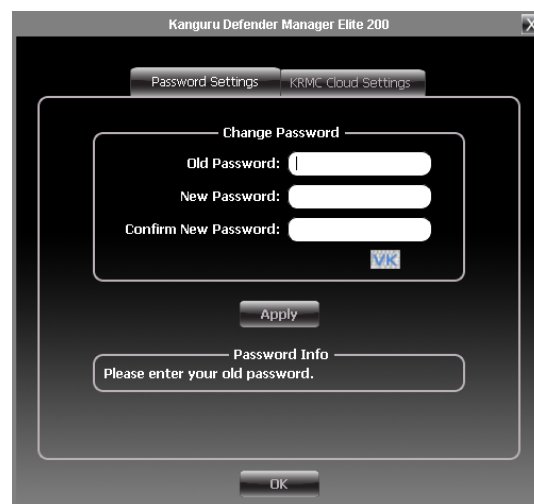 Kanguru Defender Manager Elite 200
X
Password Settings
KRMC Cloud Settings
Change Password
Old Password:
New Password:
Confirm New Password:
VK
Apply
Password Info
Please enter your old password.
OK